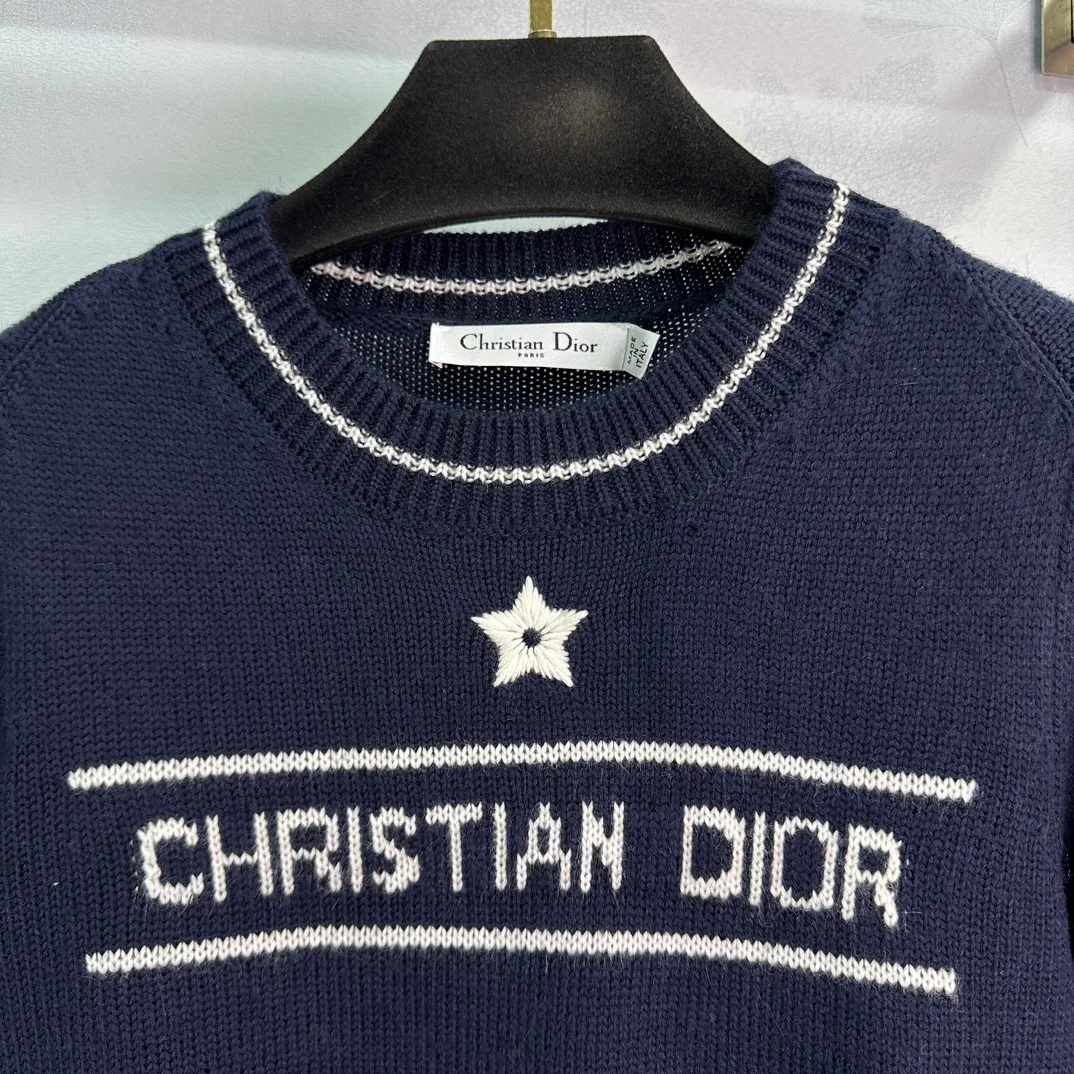 Christian Dior
PARIS
MADE
IN
ITALY
CHRISTIAN DIOR